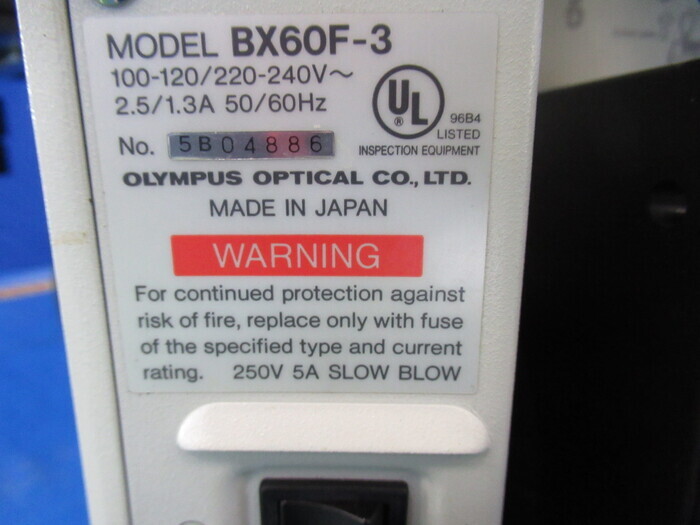 MODEL BX60F-3
100-120/220-240V～
2.5/1.3A 50/60Hz
No. 5B04886
UL
®
96B4
LISTED
INSPECTION EQUIPMENT
OLYMPUS OPTICAL CO., LTD.
MADE IN JAPAN
WARNING
For continued protection against
risk of fire, replace only with fuse
of the specified type and current
rating. 250V 5A SLOW BLOW